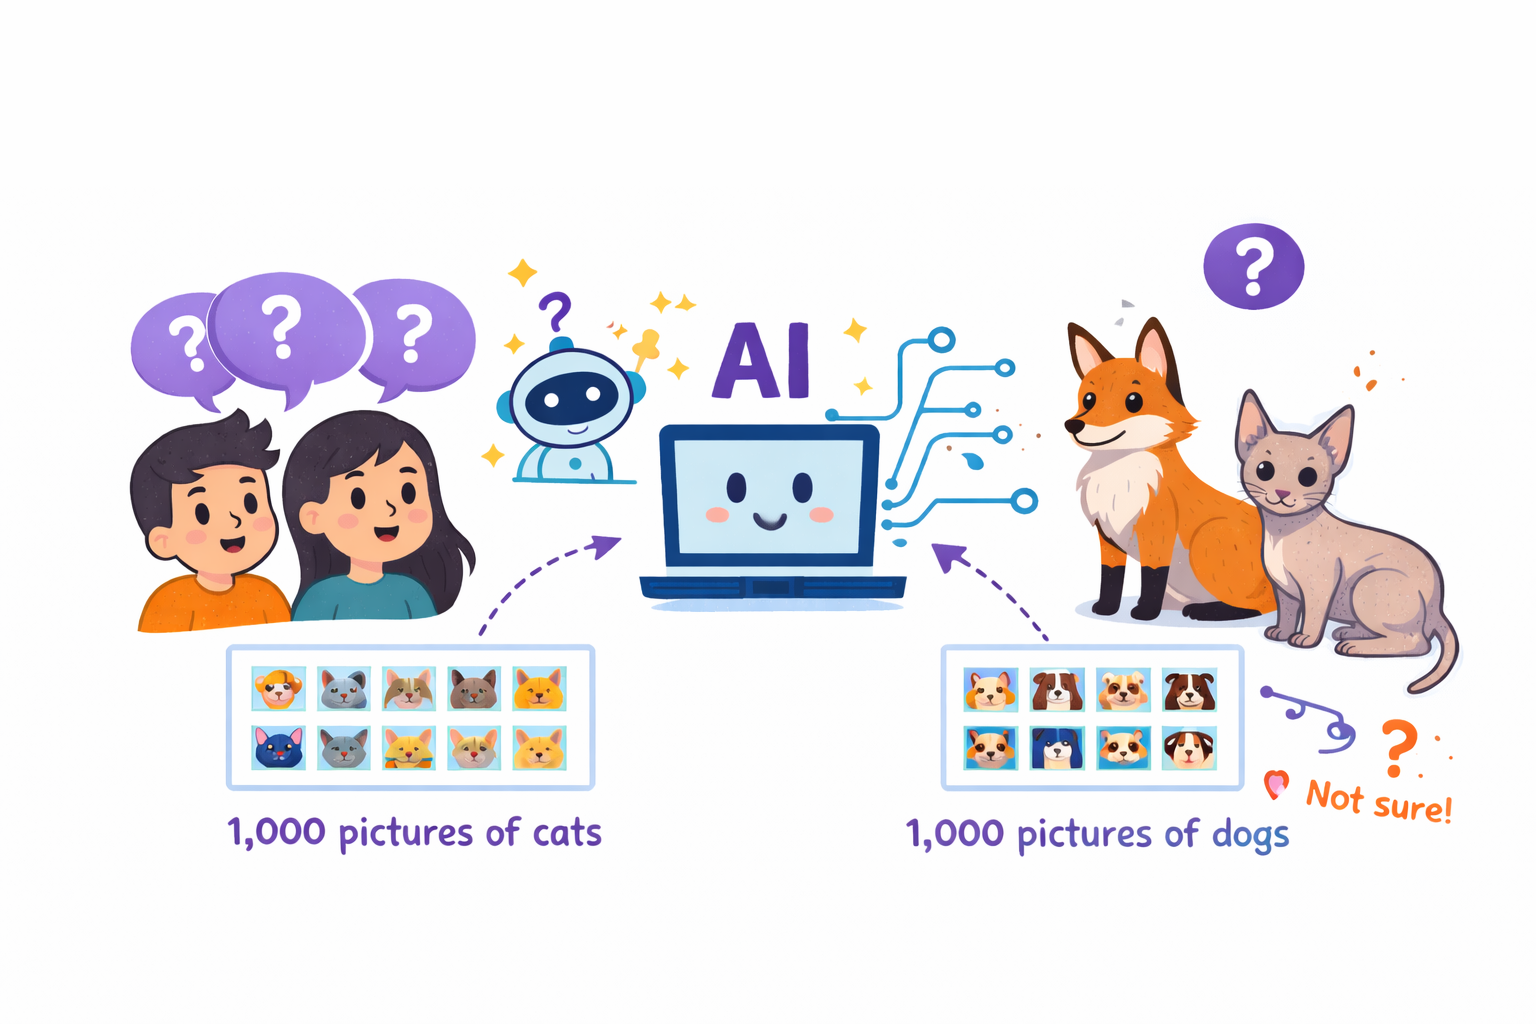 ? ? ?
?
AI
?
1,000 pictures of cats
1,000 pictures of dogs
?
Not sure!